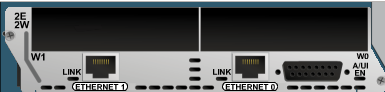 2E
2W
W1
W0
LINK
LINK
A/UI
EN
ETHERNET 1
ETHERNET 0